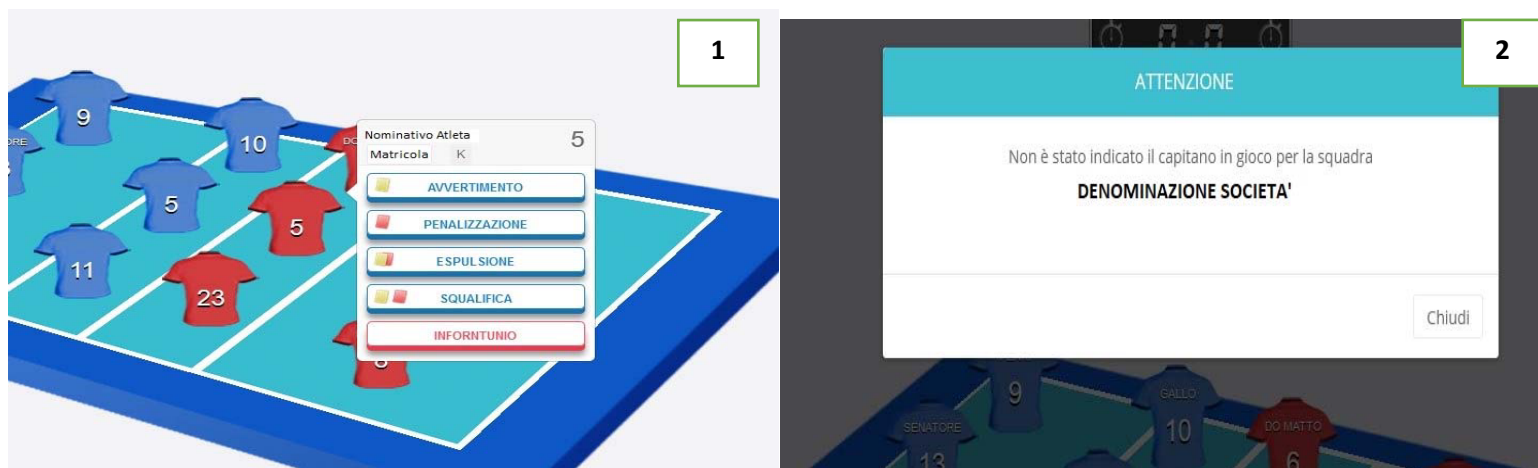 1
9
10
5
5
11
23
Nominativo Atleta 5
Matricola K
AVVERTIMENTO
PENALIZZAZIONE
ESPULSIONE
SQUALIFICA
INFORNTUNIO
2
0 0
ATTENZIONE
Non è stato indicato il capitano in gioco per la squadra
DENOMINAZIONE SOCIETA'
Chiudi
9
GALLO
10
SENATORE
13
DO MATTO
6